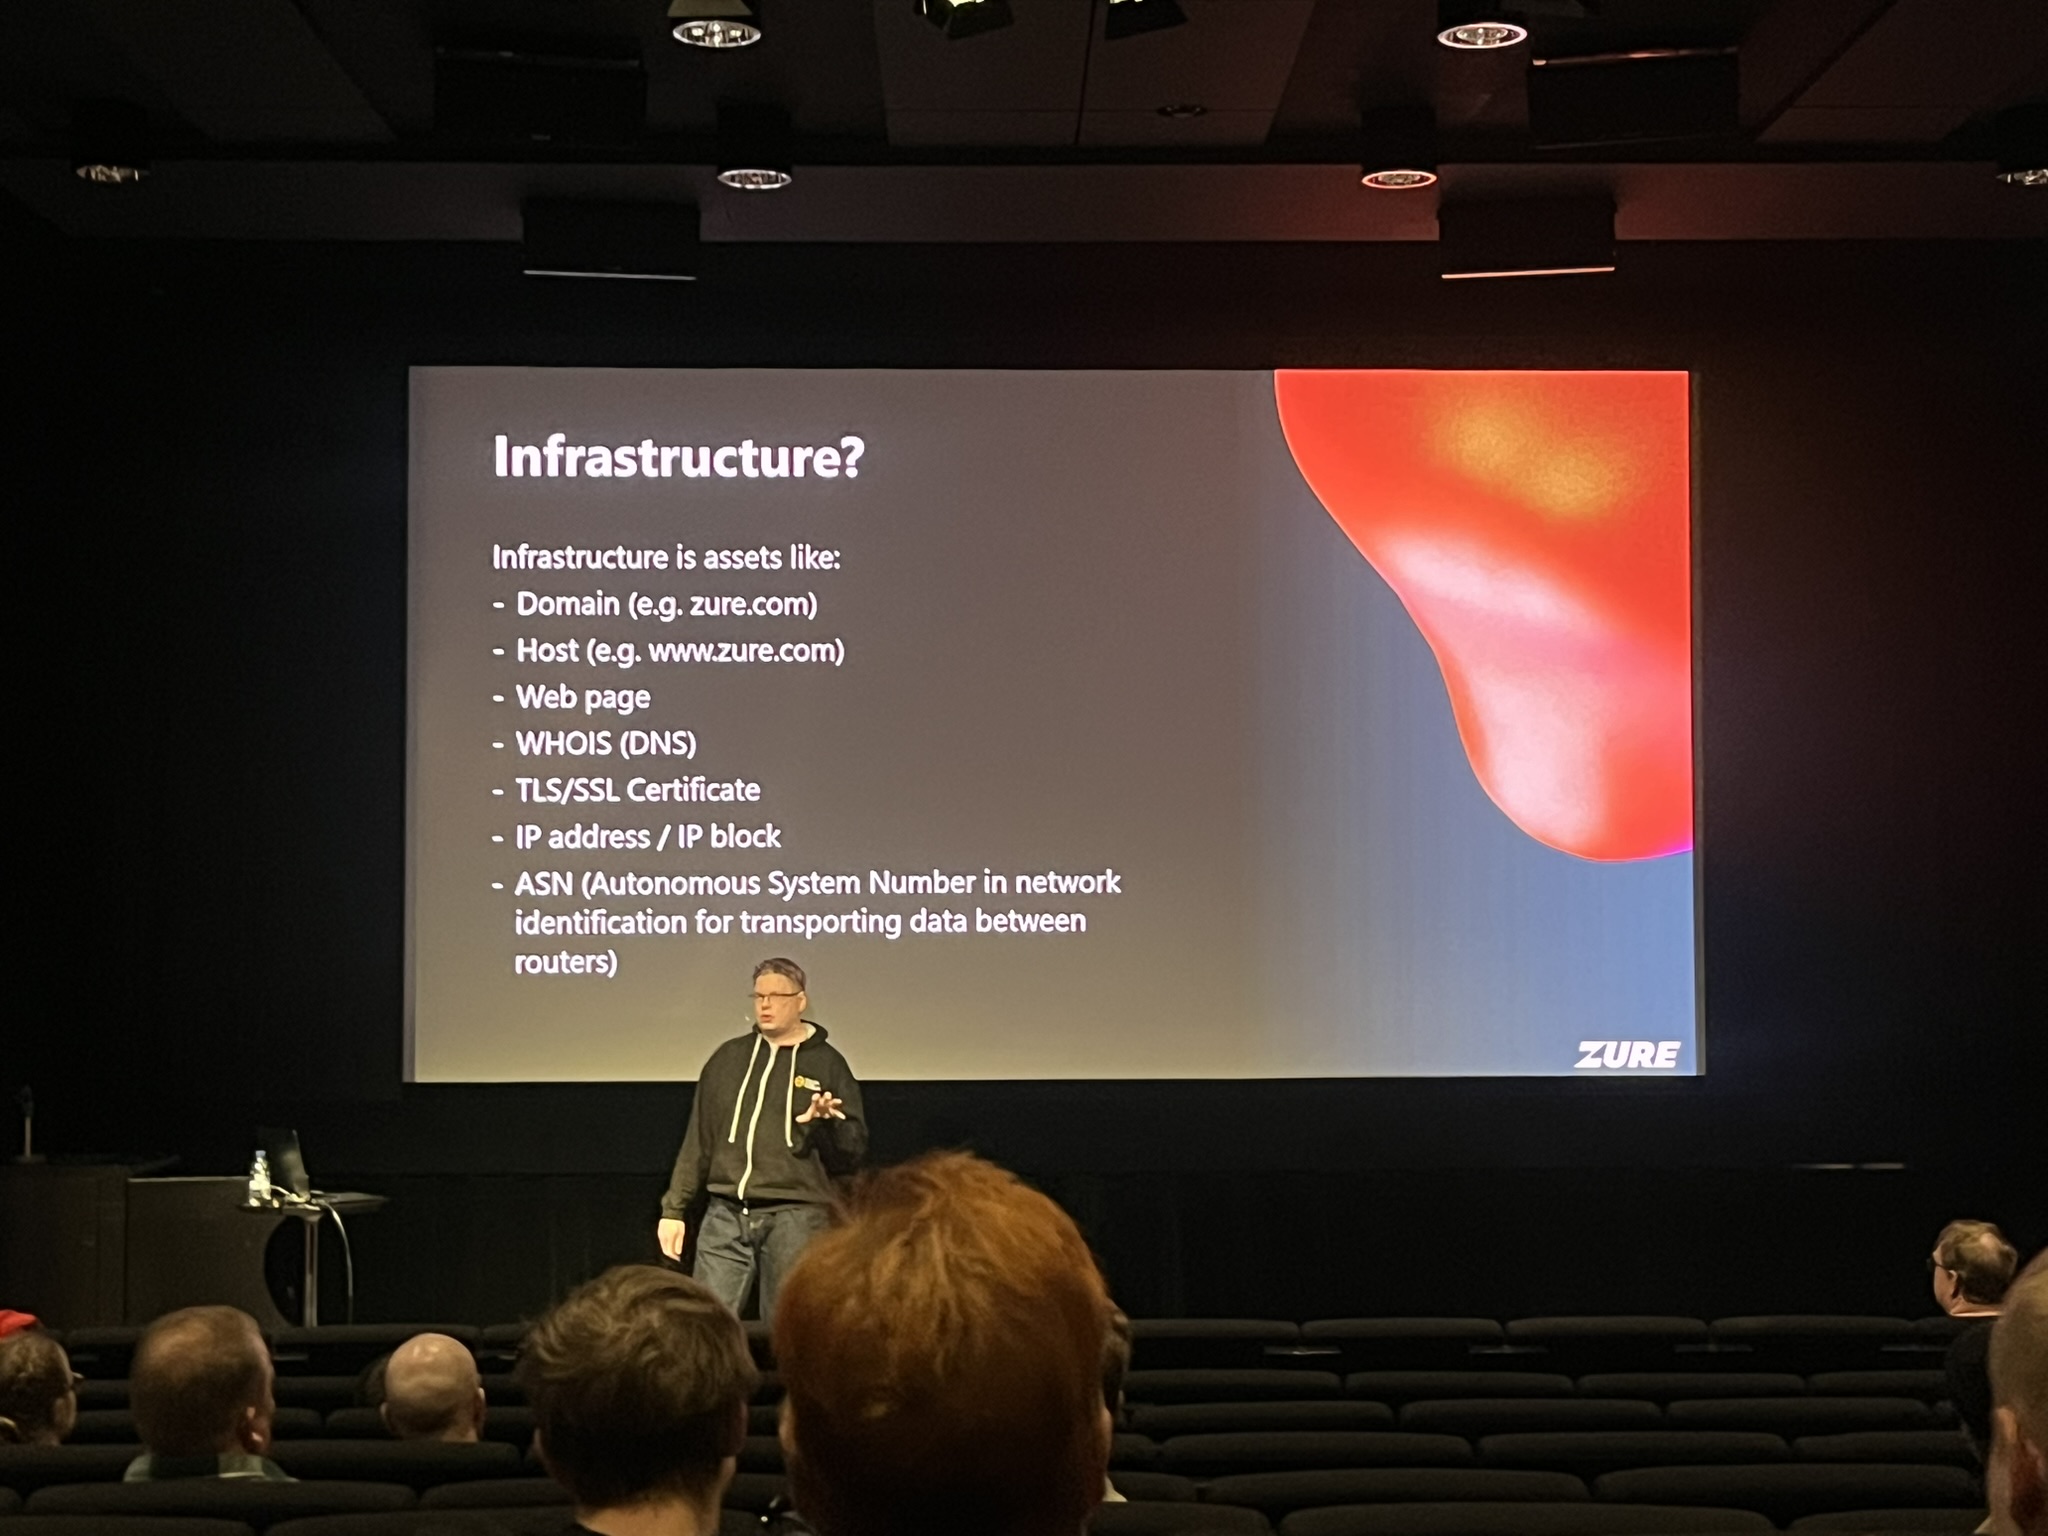 Infrastructure?
Infrastructure is assets like:
- Domain (e.g. zure.com)
- Host (e.g. www.zure.com)
- Web page
- WHOIS (DNS)
- TLS/SSL Certificate
- IP address / IP block
- ASN (Autonomous System Number in network
identification for transporting data between
routers)
ZURE